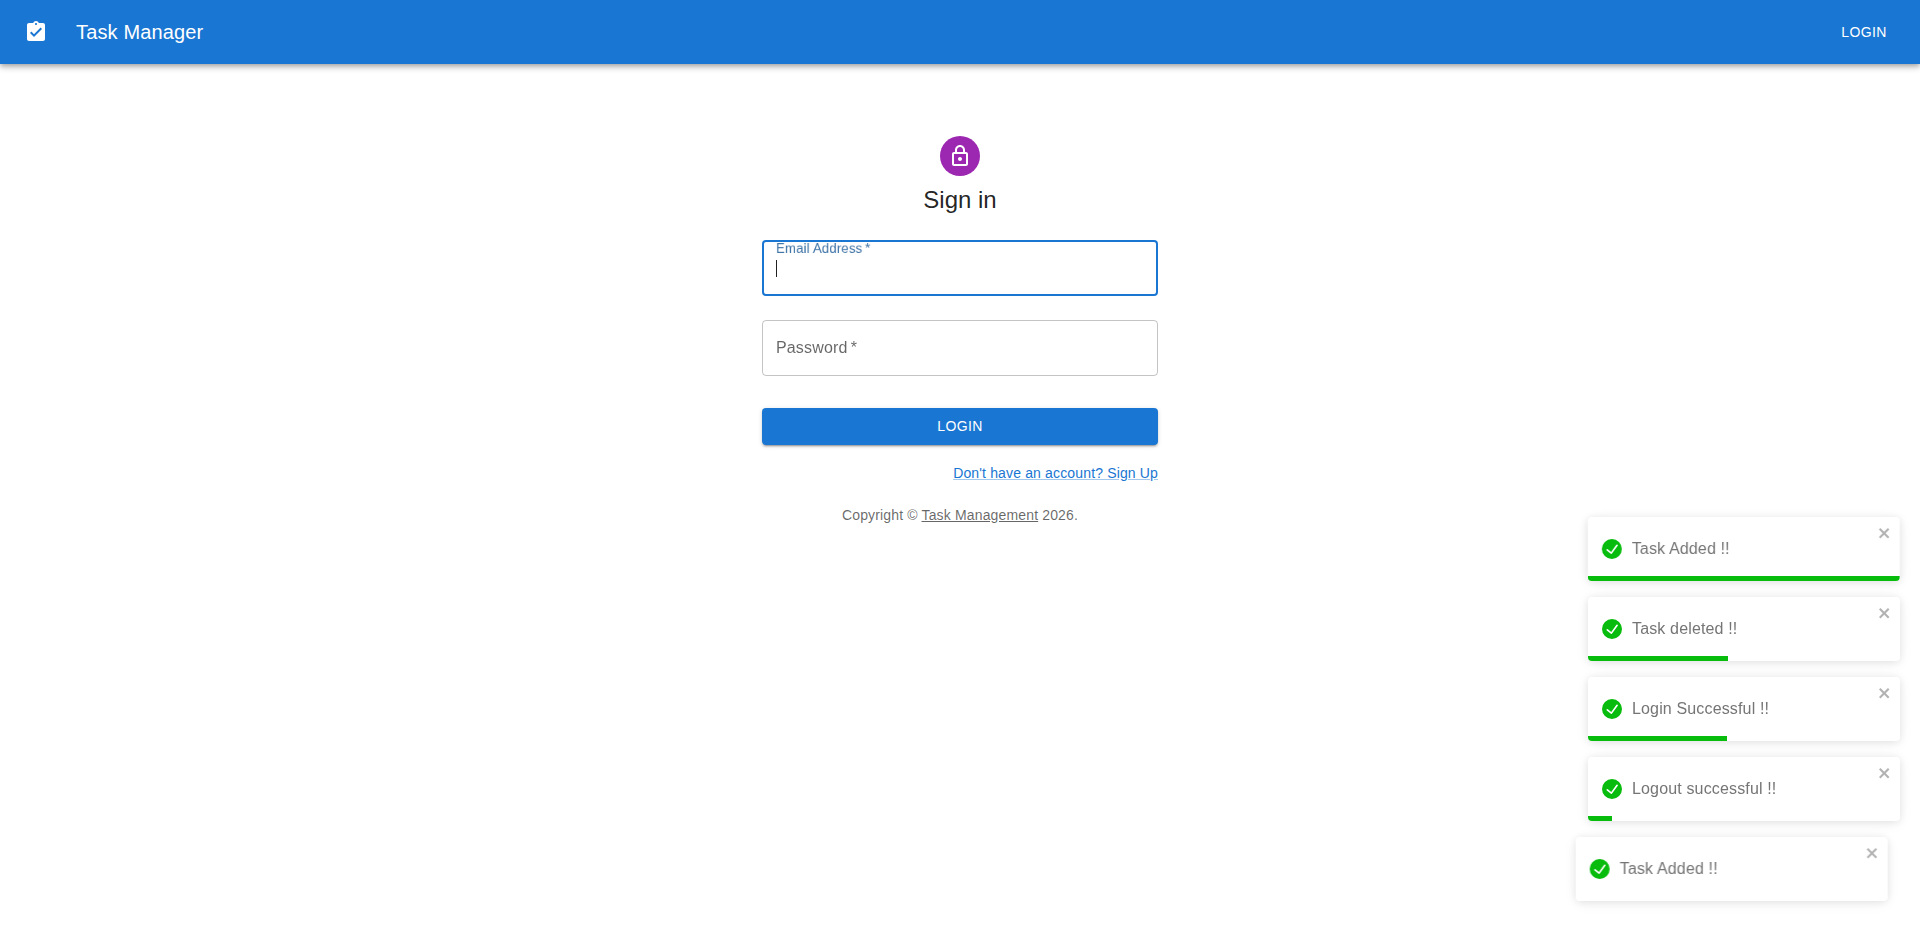 Task Manager
LOGIN
Sign in
Email Address *
Password *
LOGIN
Don't have an account? Sign Up
Copyright © Task Management 2026.
Task Added !!
Task deleted !!
Login Successful !!
Logout successful !!
Task Added !!